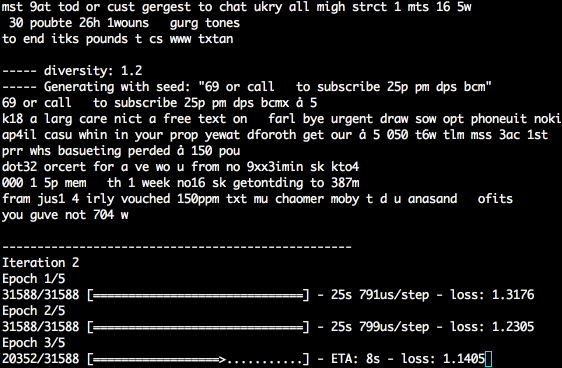 mst 9at tod or cust gergest to chat ukry all migh strct 1 mts 16 5w
30 poubte 26h 1wouns   gurg tones
to end itks pounds t cs www txtan

----- diversity: 1.2
----- Generating with seed: "69 or call   to subscribe 25p pm dps bcm"
69 or call   to subscribe 25p pm dps bcmx å 5
k18 a larg care nict a free text on   farl bye urgent draw sow opt phoneuit noki
ap4il casu whin in your prop yewat dforoth get our å 5 050 t6w tlm mss 3ac 1st
prr whs basueting perded å 150 pou
dot32 orcert for a ve wo u from no 9xx3imin sk kto4
000 1 5p mem   th 1 week no16 sk getontding to 387m
fram jus1 4 irly vouched 150ppm txt mu chaomer moby t d u anasand   ofits
you guve not 704 w

--------------------------------------------------
Iteration 2
Epoch 1/5
31588/31588 [==============================] - 25s 791us/step - loss: 1.3176
Epoch 2/5
31588/31588 [==============================] - 25s 799us/step - loss: 1.2305
Epoch 3/5
20352/31588 [==================>...........] - ETA: 8s - loss: 1.1405